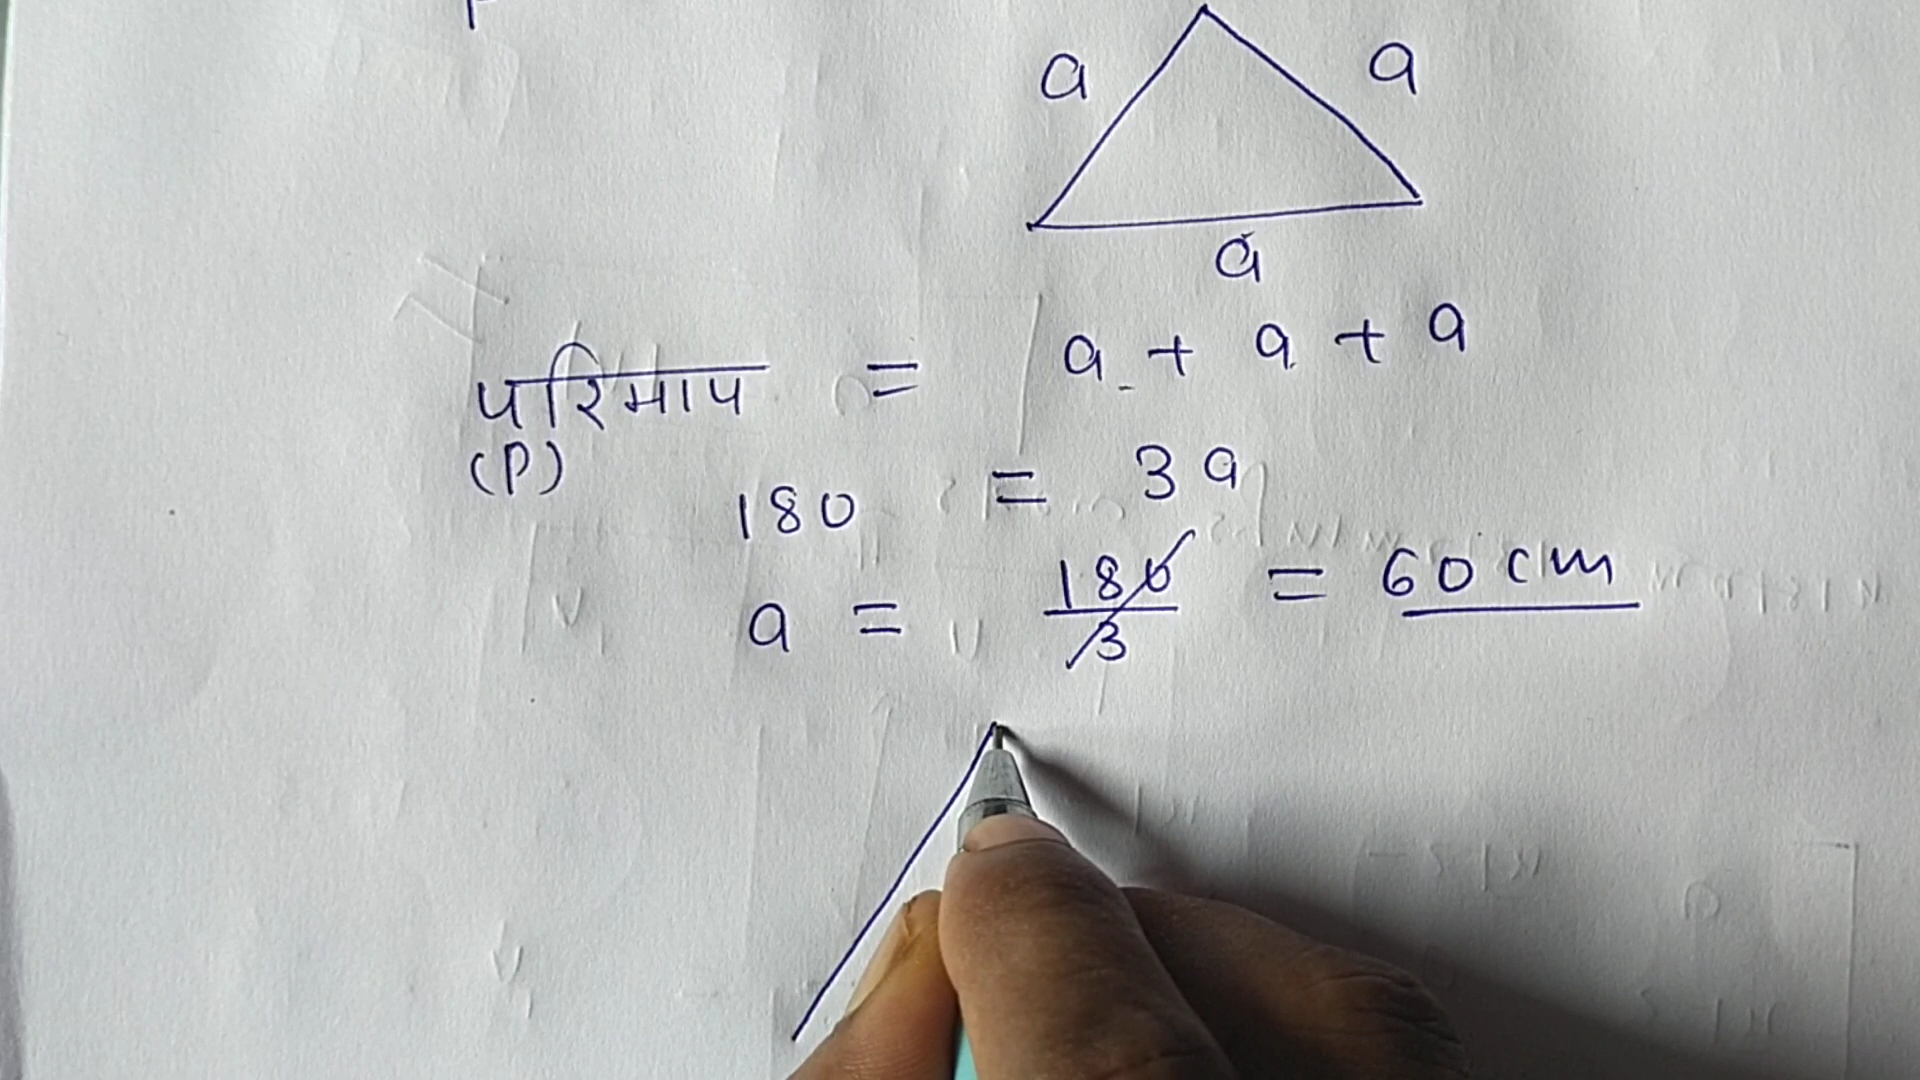 a a
a
परिमाप = a + a + a
(P)
180 = 3a
a = 180/3 = 60 cm